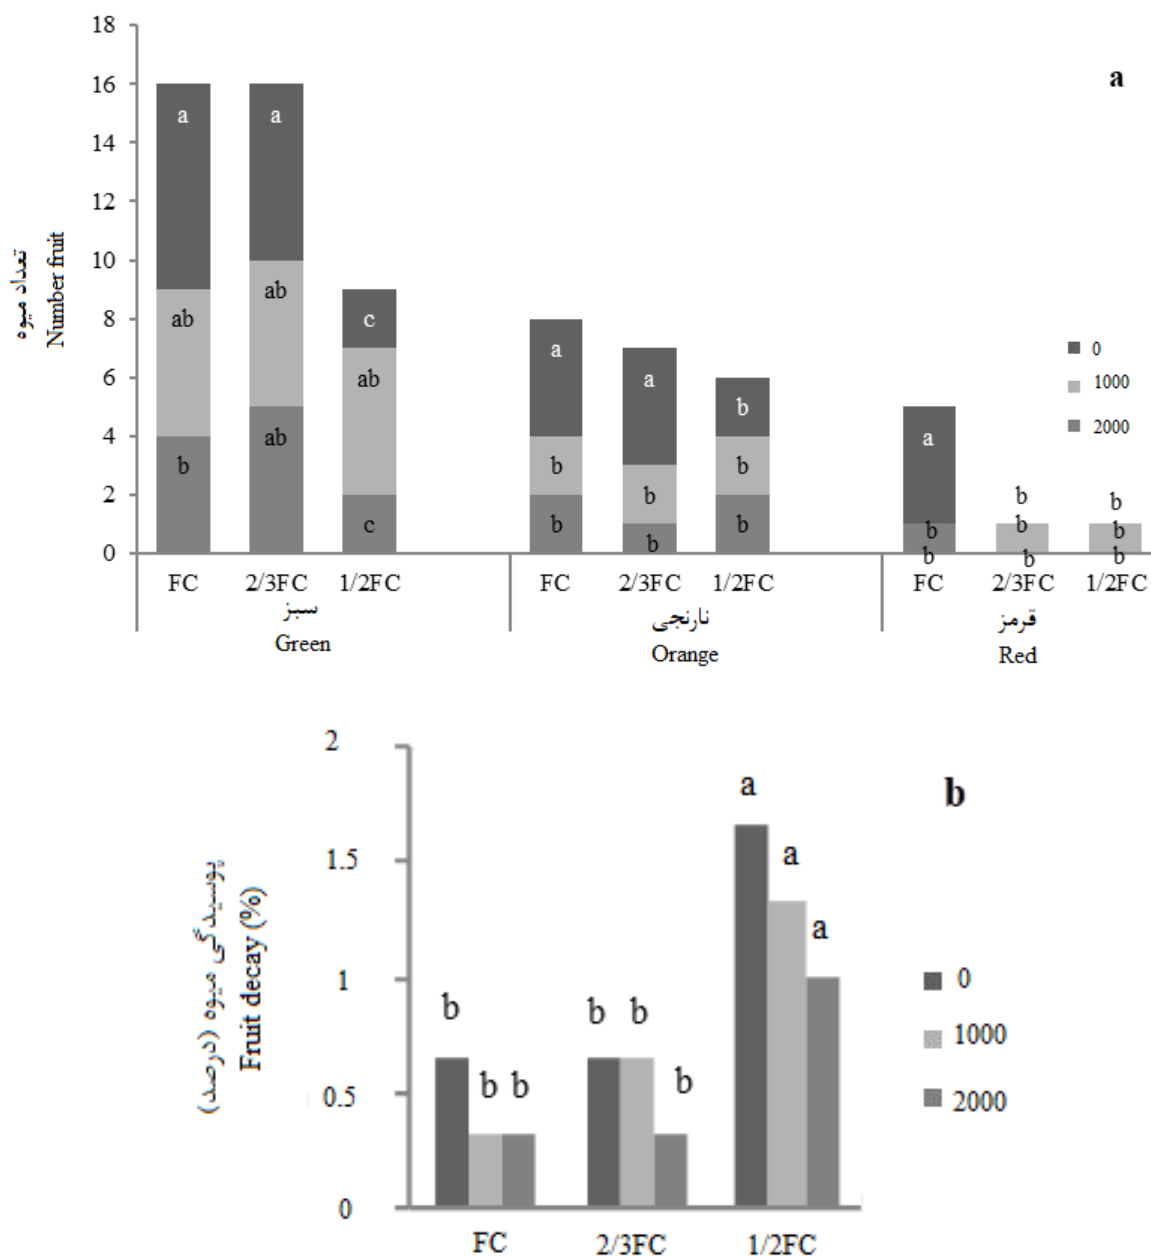 18
a
16
a a
14
12
تعداد میوه
Number fruit
10
ab ab
8
c
ab
a a
0
6
b
a
1000
4
b ab
b b b
2000
2
c
b b b
b b
b b b
0
b b b
FC 2/3FC 1/2FC FC 2/3FC 1/2FC FC 2/3FC 1/2FC
سبز نارنجی قرمز
Green Orange Red
2
b
a
1.5
a
a
پوسیدگی میوه (درصد)
Fruit decay (%)
1
0
b b b
1000
b b b
0.5
2000
0
FC 2/3FC 1/2FC